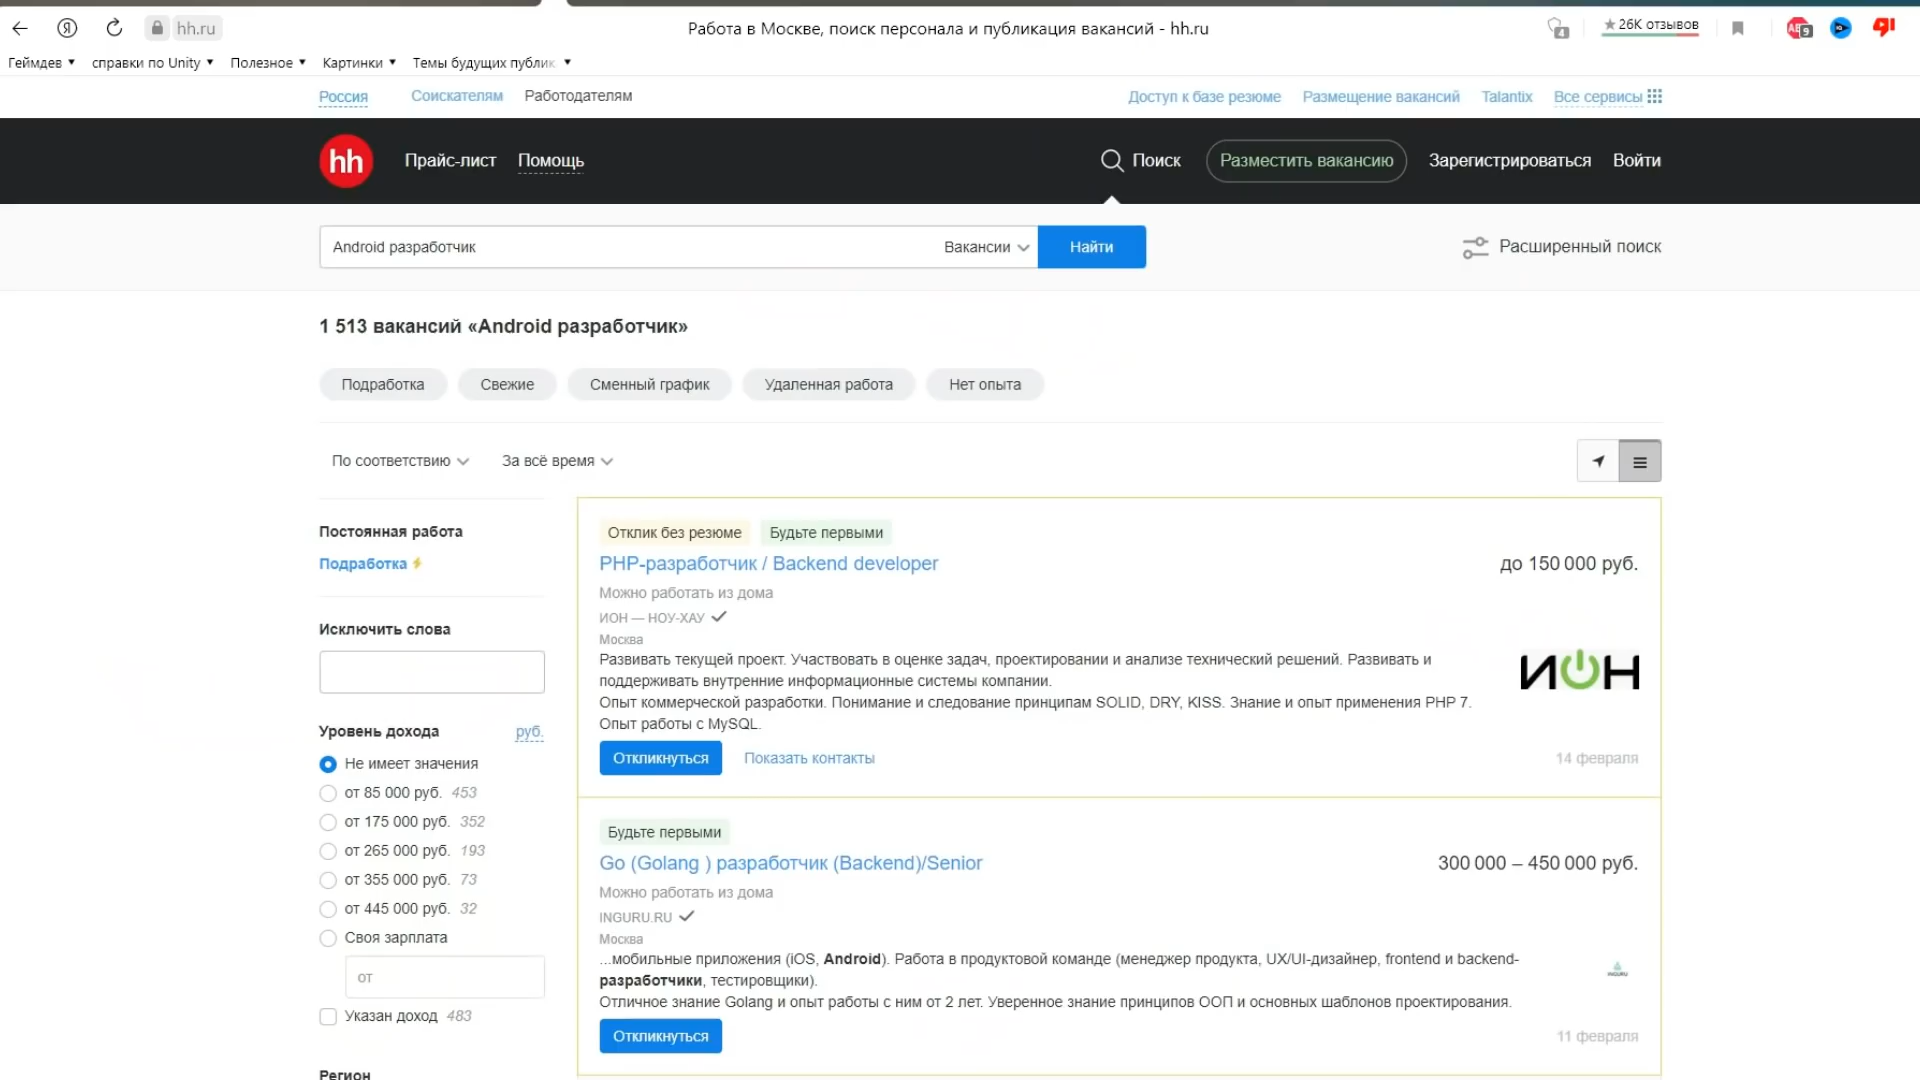 hh.ru
Работа в Москве, поиск персонала и публикация вакансий - hh.ru
4
26К отзывов
9
Геймдев
справки по Unity
Полезное
Картинки
Темы будущих публик
Россия
Соискателям
Работодателям
Доступ к базе резюме
Размещение вакансий
Talantix
Все сервисы
hh
Прайс-лист
Помощь
Поиск
Разместить вакансию
Зарегистрироваться
Войти
Android разработчик
Вакансии
Найти
Расширенный поиск
1 513 вакансий «Android разработчик»
Подработка
Свежие
Сменный график
Удаленная работа
Нет опыта
По соответствию
За всё время
Постоянная работа
Подработка
Исключить слова
Уровень дохода
руб.
Не имеет значения
от 85 000 руб. 453
от 175 000 руб. 352
от 265 000 руб. 193
от 355 000 руб. 73
от 445 000 руб. 32
Своя зарплата
от
Указан доход 483
Регион
Отклик без резюме
Будьте первыми
PHP-разработчик / Backend developer
до 150 000 руб.
Можно работать из дома
ИОН — НОУ-ХАУ
Москва
Развивать текущей проект. Участвовать в оценке задач, проектировании и анализе технический решений. Развивать и
поддерживать внутренние информационные системы компании.
Опыт коммерческой разработки. Понимание и следование принципам SOLID, DRY, KISS. Знание и опыт применения PHP 7.
Опыт работы с MySQL.
ИОН
Откликнуться
Показать контакты
14 февраля
Будьте первыми
Go (Golang ) разработчик (Backend)/Senior
300 000 – 450 000 руб.
Можно работать из дома
INGURU.RU
Москва
...мобильные приложения (iOS, Android). Работа в продуктовой команде (менеджер продукта, UX/UI-дизайнер, frontend и backend-
разработчики, тестировщики).
Отличное знание Golang и опыт работы с ним от 2 лет. Уверенное знание принципов ООП и основных шаблонов проектирования.
INGURU
Откликнуться
11 февраля